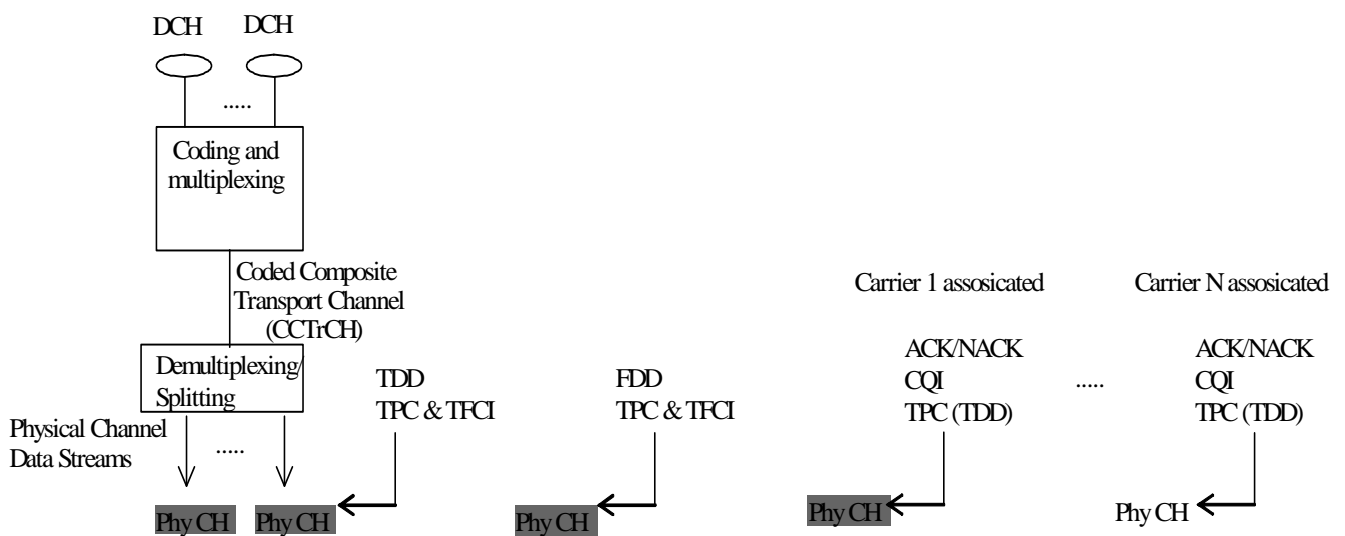 DCH DCH
.....
Coding and
multiplexing
Coded Composite
Transport Channel
(CCTrCH)
Demultiplexing/
Splitting
Physical Channel
Data Streams
.....
Phy CH Phy CH
TDD
TPC & TFCI
FDD
TPC & TFCI
Phy CH
Carrier 1 assosicated
ACK/NACK
CQI
TPC (TDD)
Phy CH
.....
Carrier N assosicated
ACK/NACK
CQI
TPC (TDD)
Phy CH